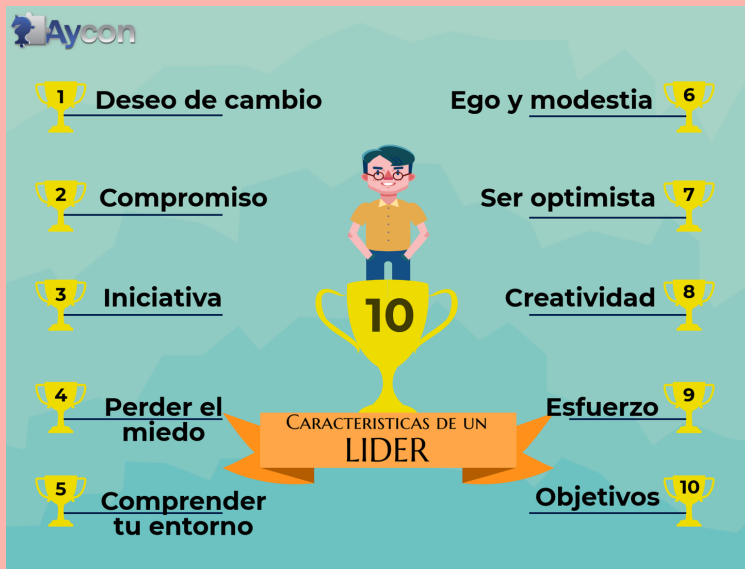 Aycon
1 Deseo de cambio
2 Compromiso
3 Iniciativa
4 Perder el
miedo
5 Comprender
tu entorno
Ego y modestia 6
Ser optimista 7
Creatividad 8
Esfuerzo 9
Objetivos 10
10
CARACTERISTICAS DE UN
LIDER